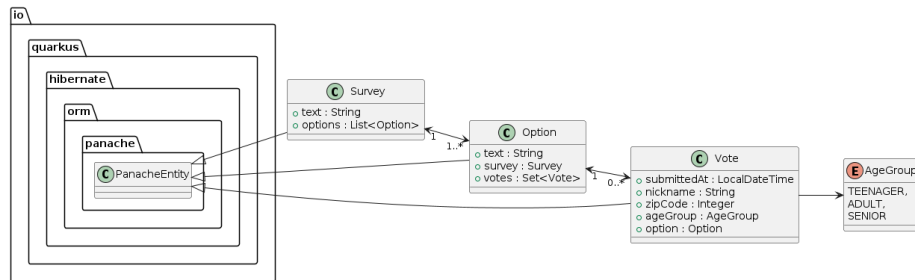 io
quarkus
hibernate
orm
panache
C PanacheEntity
C Survey
text : String
options : List<Option>
1
1..*
C Option
text : String
survey : Survey
votes : Set<Vote>
1
0..*
C Vote
submittedAt : LocalDateTime
nickname : String
zipCode : Integer
ageGroup : AgeGroup
option : Option
E AgeGroup
TEENAGER,
ADULT,
SENIOR